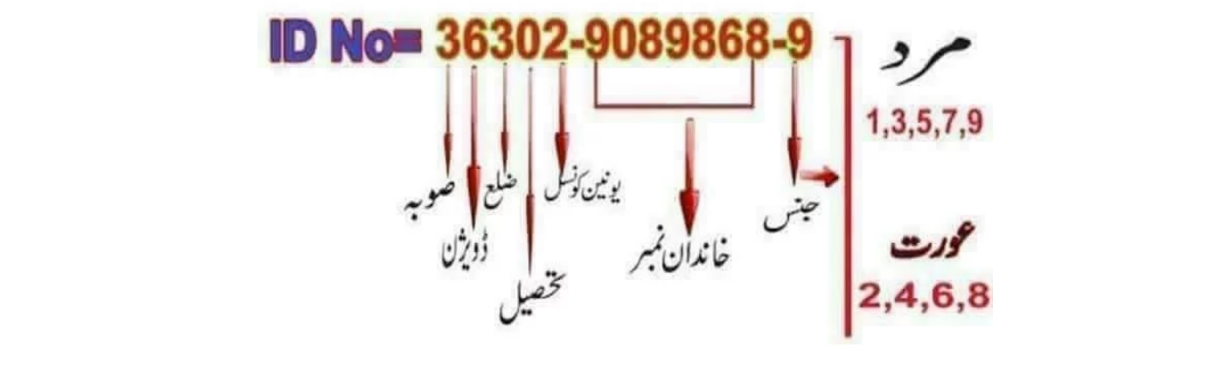 ID No= 36302-9089868-9
مرد
1,3,5,7,9
صوبہ
ڈویژن
ضلع
تحصیل
یونین کونسل
خاندان نمبر
جنس
عورت
2,4,6,8